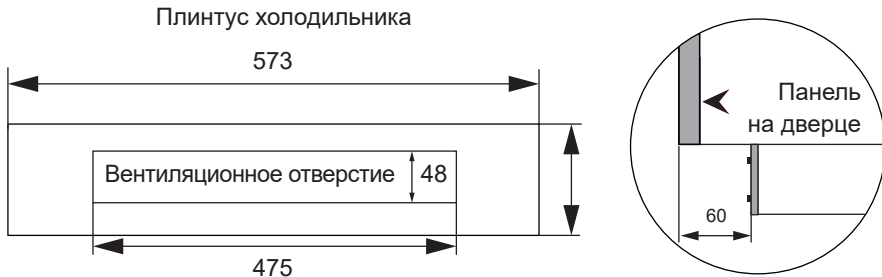 Плинтус холодильника
573
Вентиляционное отверстие
48
475
Панель
на дверце
60